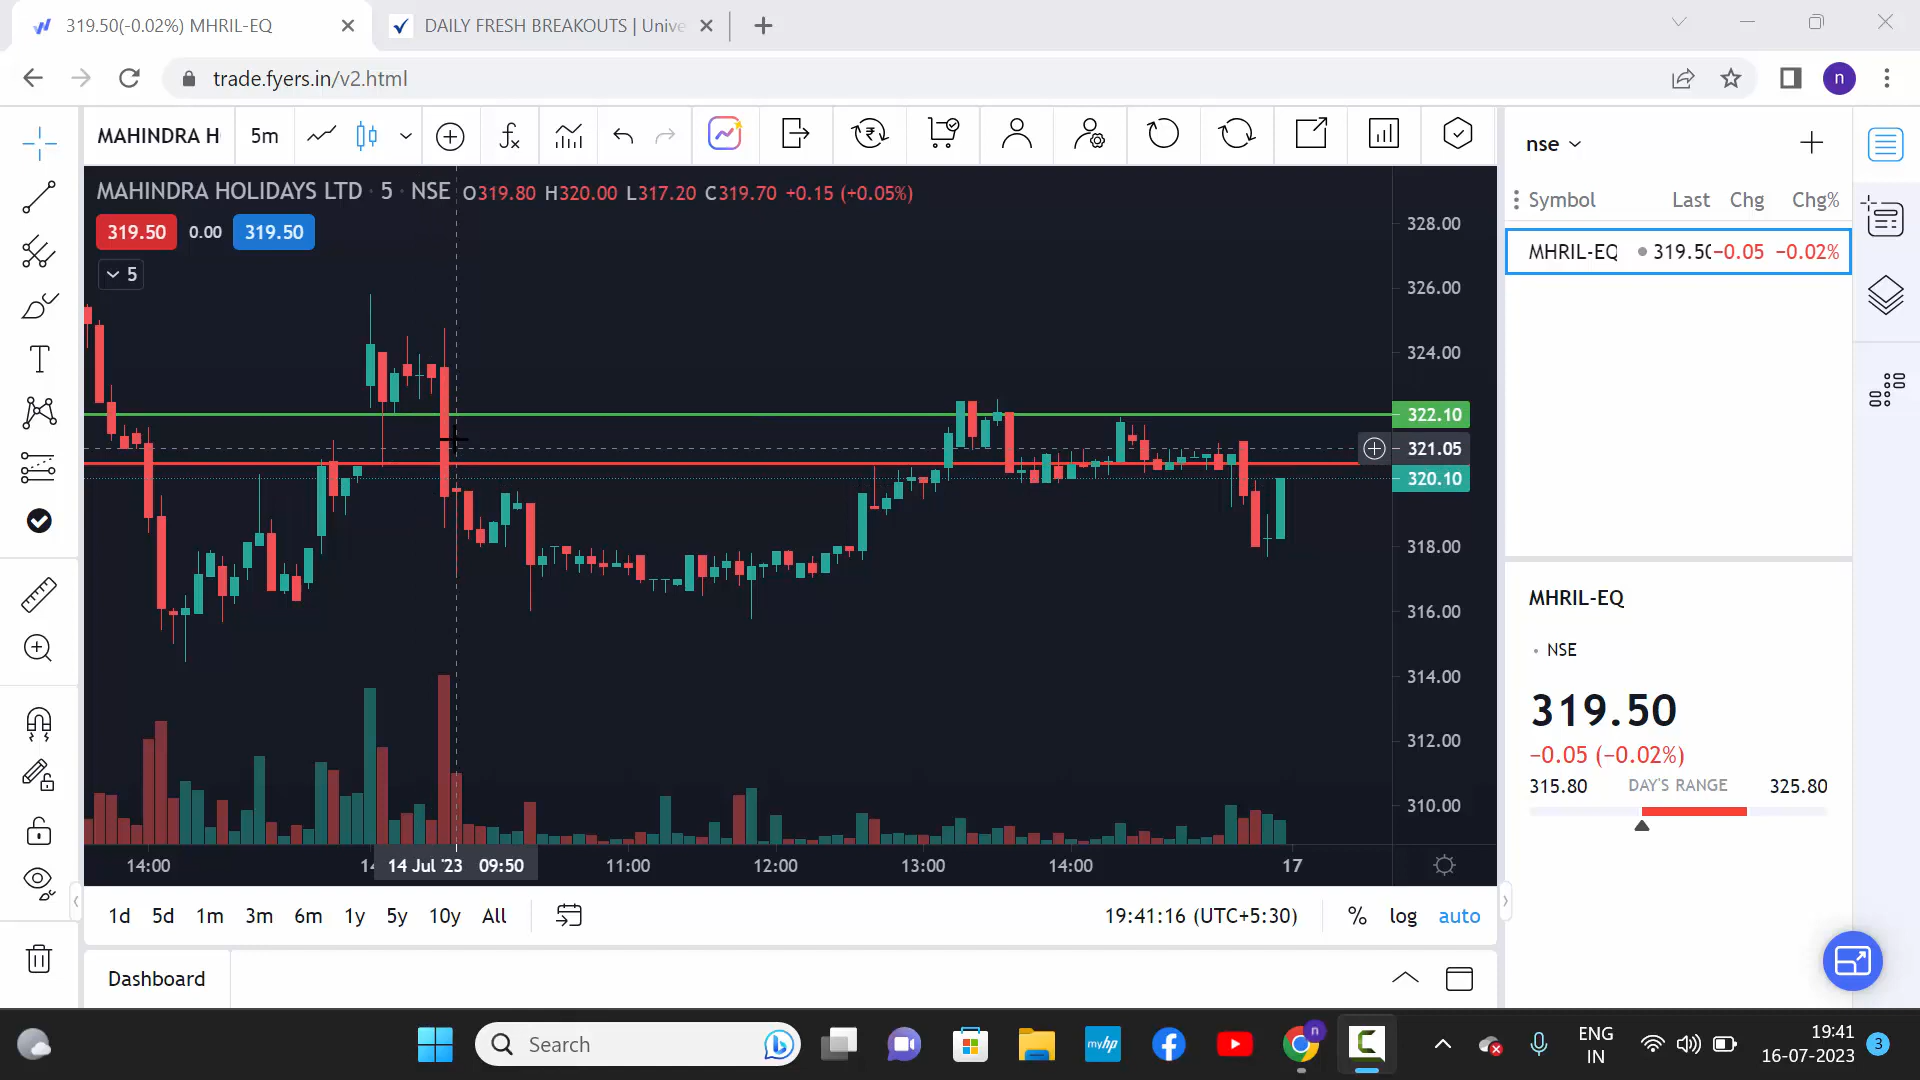 319.50(-0.02%) MHRIL-EQ
DAILY FRESH BREAKOUTS | Unive
trade.fyers.in/v2.html
n
MAHINDRA H
5m
nse
MAHINDRA HOLIDAYS LTD · 5 · NSE O319.80 H320.00 L317.20 C319.70 +0.15 (+0.05%)
319.50 0.00 319.50
5
Symbol Last Chg Chg%
MHRIL-EQ 319.50 −0.05 −0.02%
328.00
326.00
324.00
322.10
321.05
320.10
318.00
316.00
314.00
312.00
310.00
MHRIL-EQ
NSE
319.50
−0.05 (−0.02%)
315.80 DAY'S RANGE 325.80
14:00 14 Jul '23 09:50 11:00 12:00 13:00 14:00 17
1d 5d 1m 3m 6m 1y 5y 10y All
19:41:16 (UTC+5:30) % log auto
Dashboard
Search
myhp
n
ENG
IN
19:41
16-07-2023
3